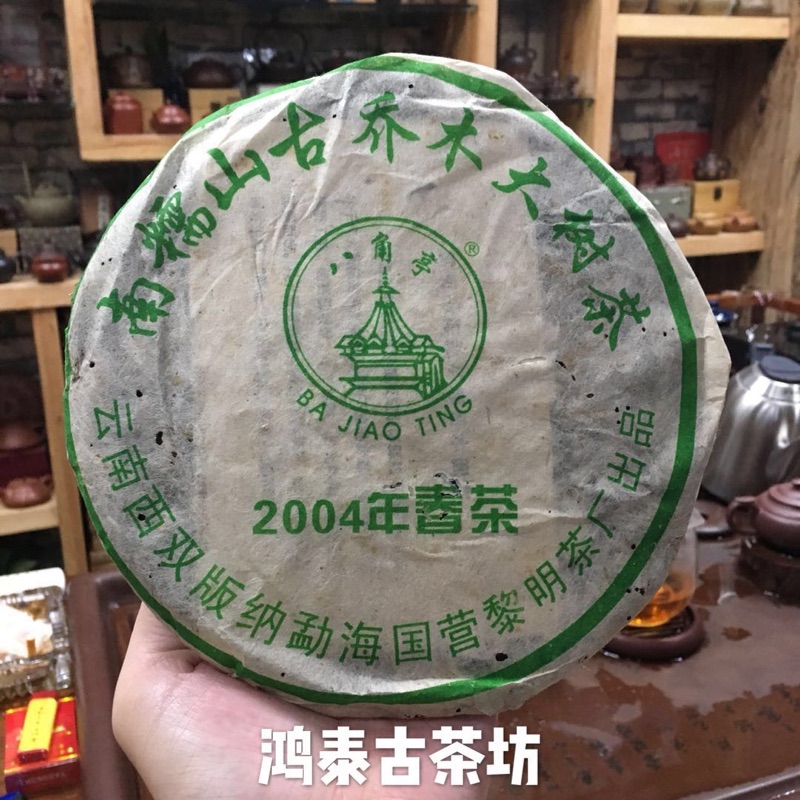 南糯山古乔木大树茶
八角亭®
BA JIAO TING
2004年春茶
云南西双版纳勐海国营黎明茶厂出品
鸿泰古茶坊